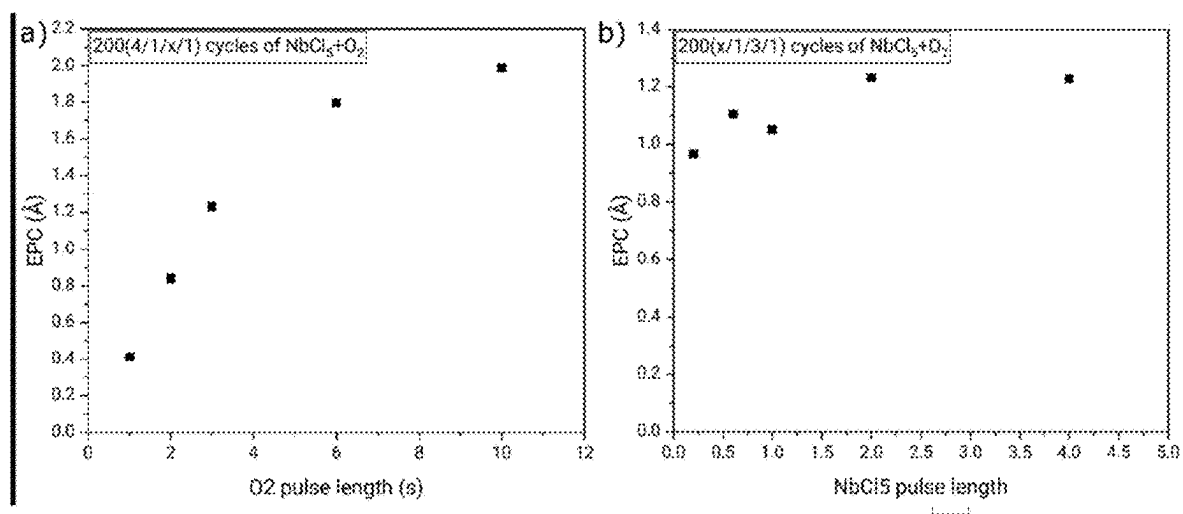 a)
200(4/1/x/1) cycles of NbCl5+O2
2.2
2.0
1.8
1.6
1.4
1.2
1.0
0.8
0.6
0.4
0.2
0.0
EPC (Å)
0 2 4 6 8 10 12
O2 pulse length (s)
b)
200(x/1/3/1) cycles of NbCl5+O2
1.4
1.3
1.2
1.0
0.8
0.6
0.4
0.2
0.0
EPC (Å)
0.0 0.5 1.0 1.5 2.0 2.5 3.0 3.5 4.0 4.5 5.0
NbCl5 pulse length